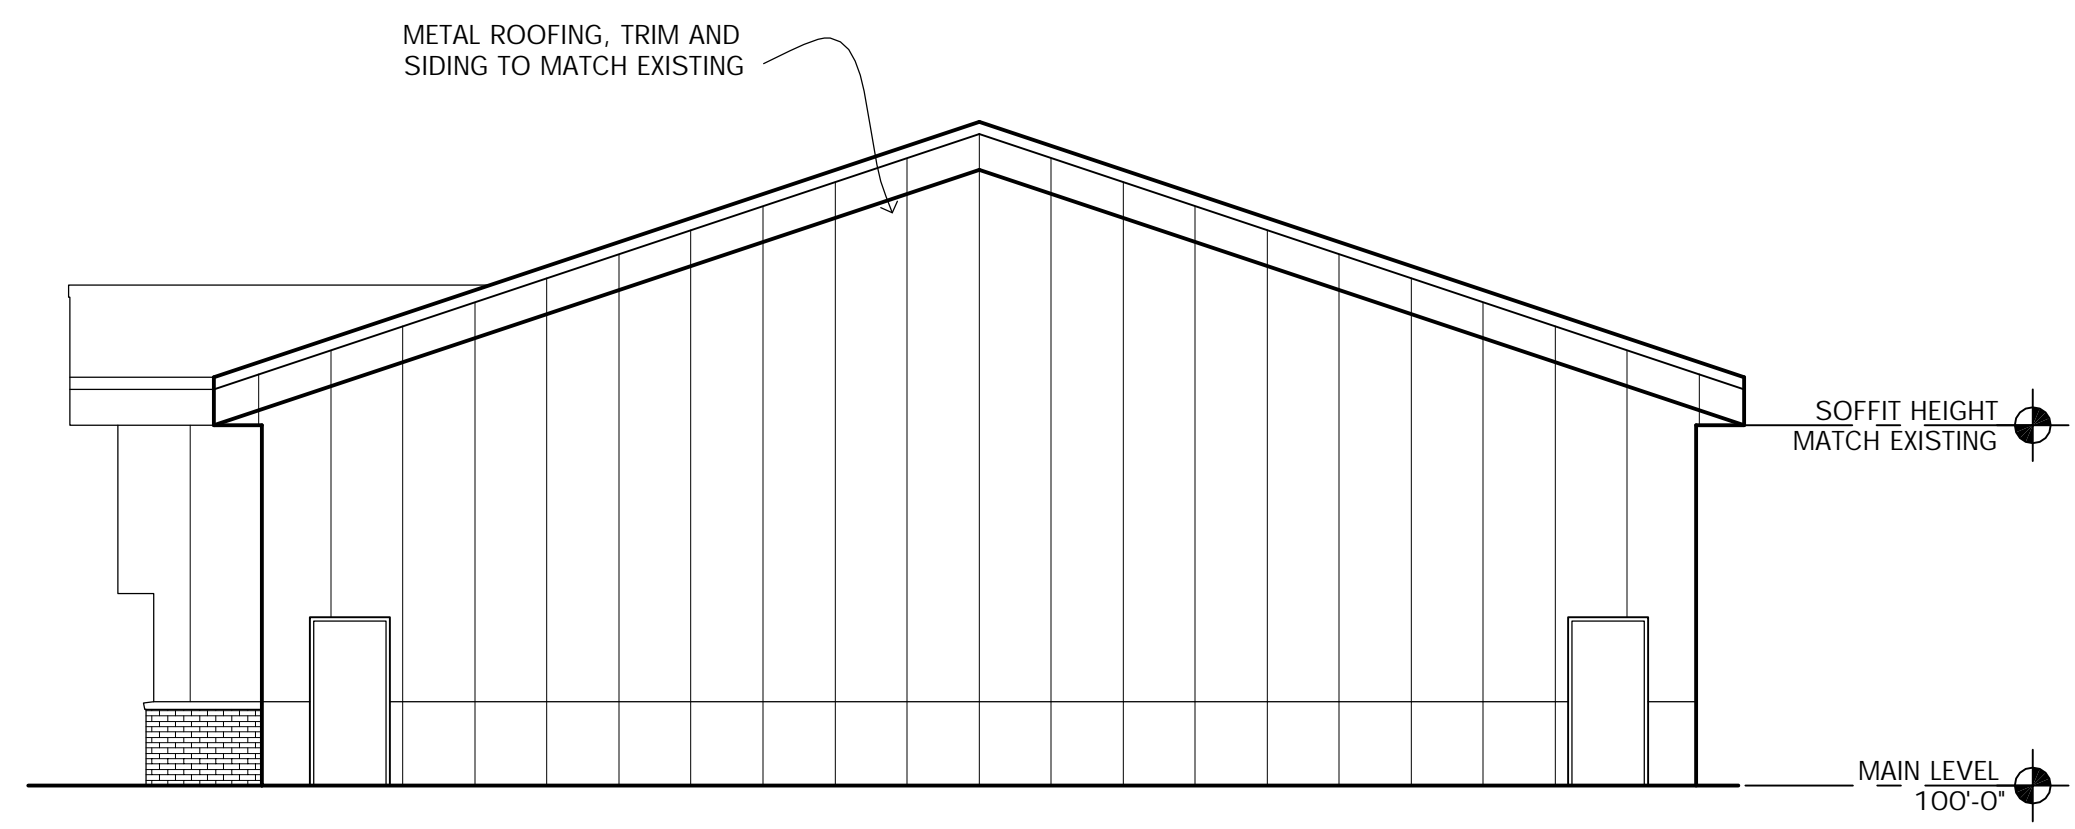 METAL ROOFING, TRIM AND
SIDING TO MATCH EXISTING
SOFFIT HEIGHT
MATCH EXISTING
MAIN LEVEL
100'-0"